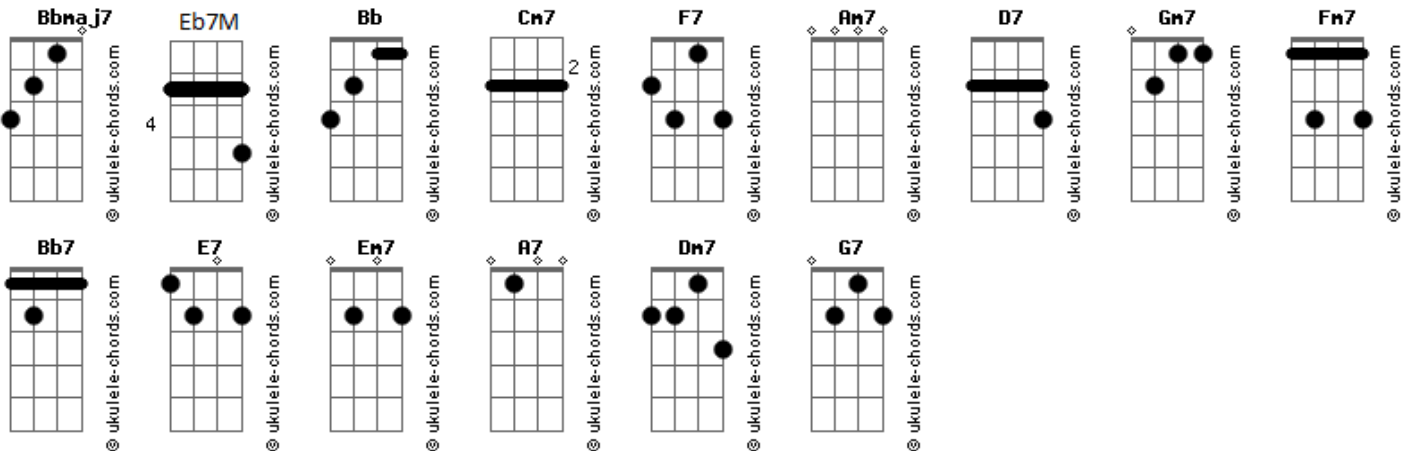 Bbmaj7 Eb7M Bb Cm7 F7 Am7 D7 Gm7 Fm7
2
4
© ukulele-chords.com © ukulele-chords.com © ukulele-chords.com © ukulele-chords.com © ukulele-chords.com © ukulele-chords.com © ukulele-chords.com © ukulele-chords.com © ukulele-chords.com
Bb7 E7 Em7 A7 Dm7 G7
© ukulele-chords.com © ukulele-chords.com © ukulele-chords.com © ukulele-chords.com © ukulele-chords.com © ukulele-chords.com